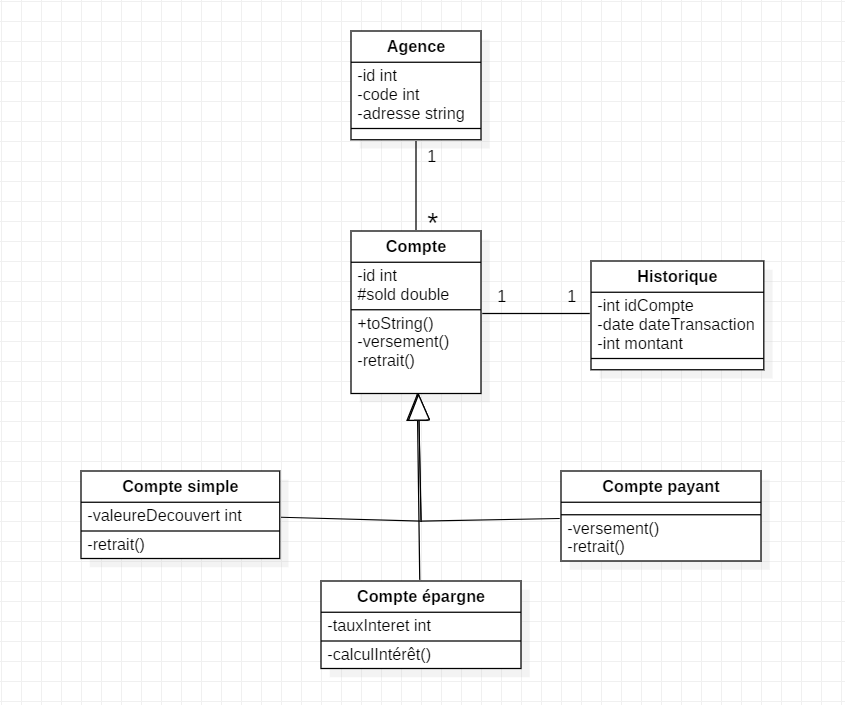 Agence
-id int
-code int
-adresse string
1
*
Compte
-id int
#sold double
+toString()
-versement()
-retrait()
1 1
Historique
-int idCompte
-date dateTransaction
-int montant
Compte simple
-valeureDecouvert int
-retrait()
Compte payant
-versement()
-retrait()
Compte épargne
-tauxInteret int
-calculIntérêt()